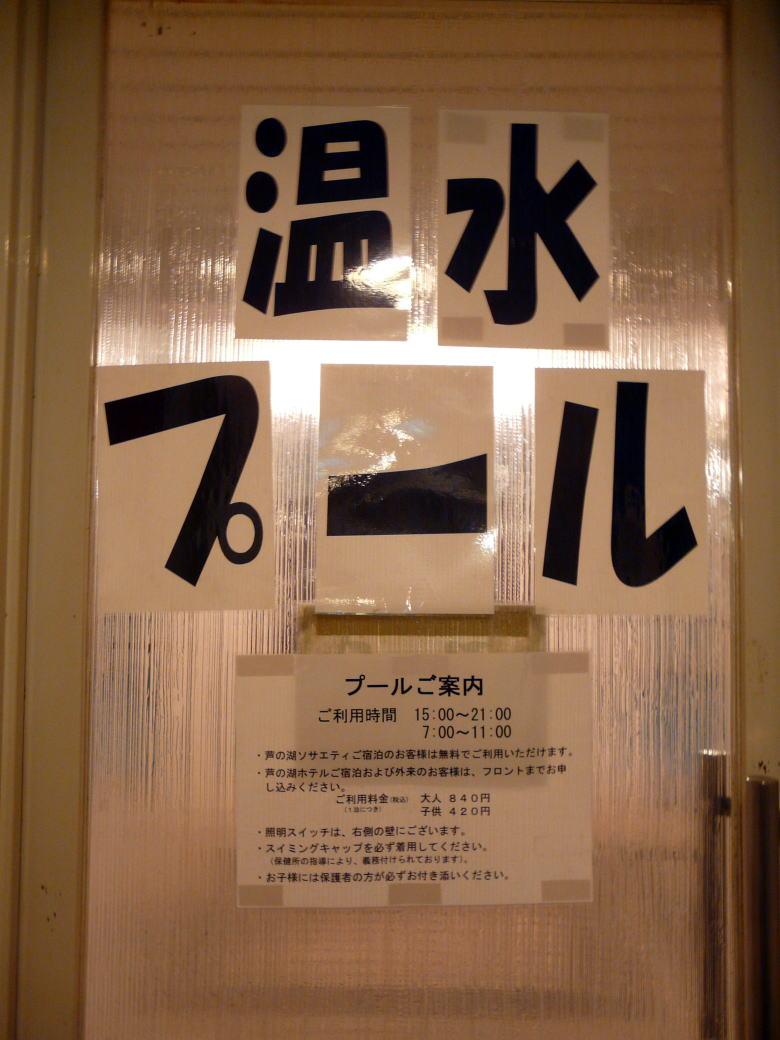 温水
プール
プールご案内
ご利用時間　15:00～21:00
7:00～11:00
・芦の湖ソサエティご宿泊のお客様は無料でご利用いただけます。
・芦の湖ホテルご宿泊および外来のお客様は、フロントまでお申
し込みください。
ご利用料金(税込)　大人 840円
(1泊につき)　子供 420円
・照明スイッチは、右側の壁にございます。
・スイミングキャップを必ず着用してください。
(保健所の指導により、義務付けられております)。
・お子様には保護者の方が必ずお付き添いください。